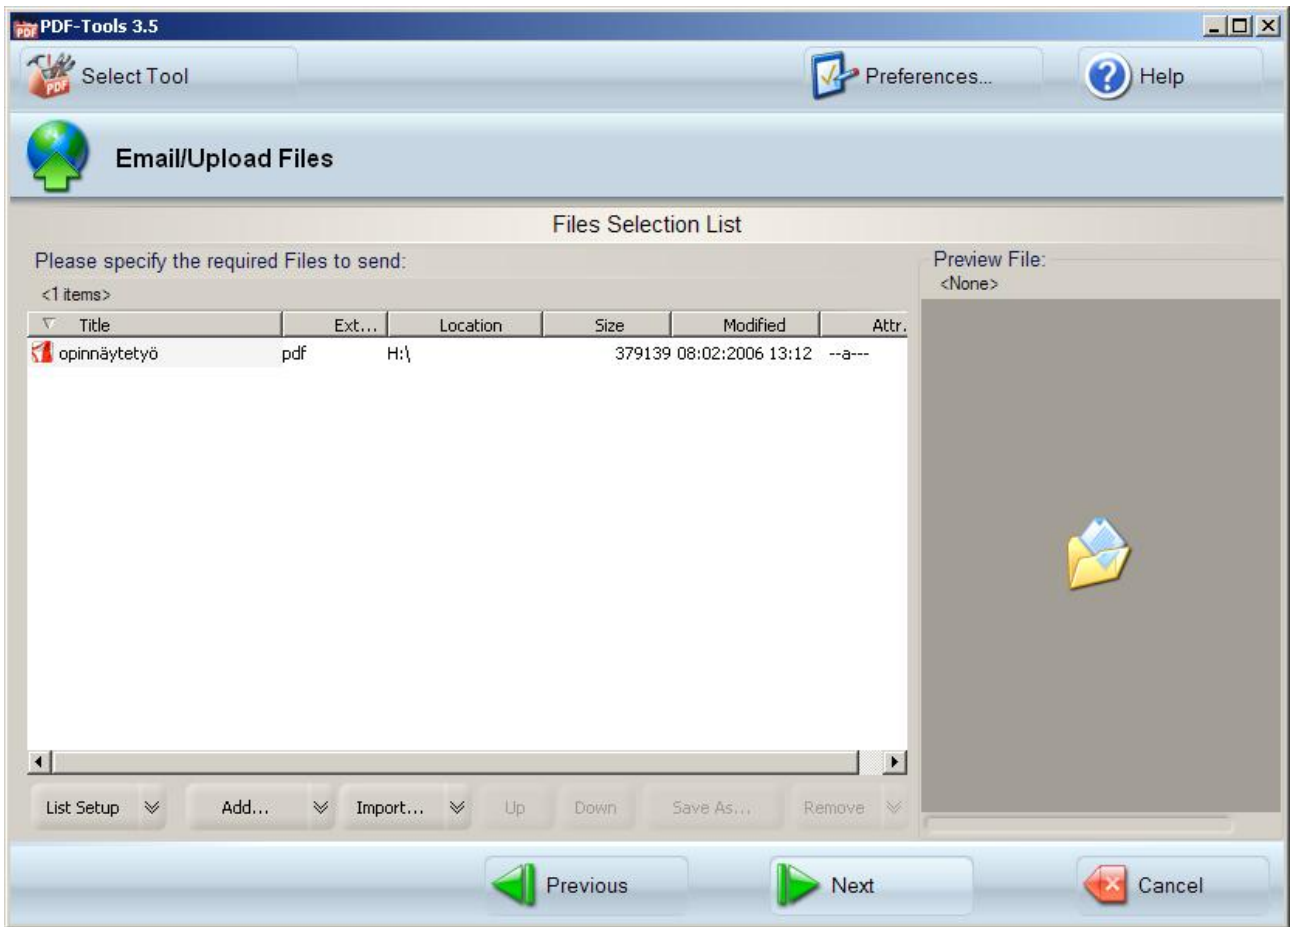 PDF-Tools 3.5
Select Tool
Preferences...
Help
Email/Upload Files
Files Selection List
Please specify the required Files to send:
<1 items>
Title Ext... Location Size Modified Attr.
opinnäytetyö pdf H:\ 379139 08:02:2006 13:12 --a---
Preview File:
<None>
List Setup Add... Import... Up Down Save As... Remove
Previous Next Cancel